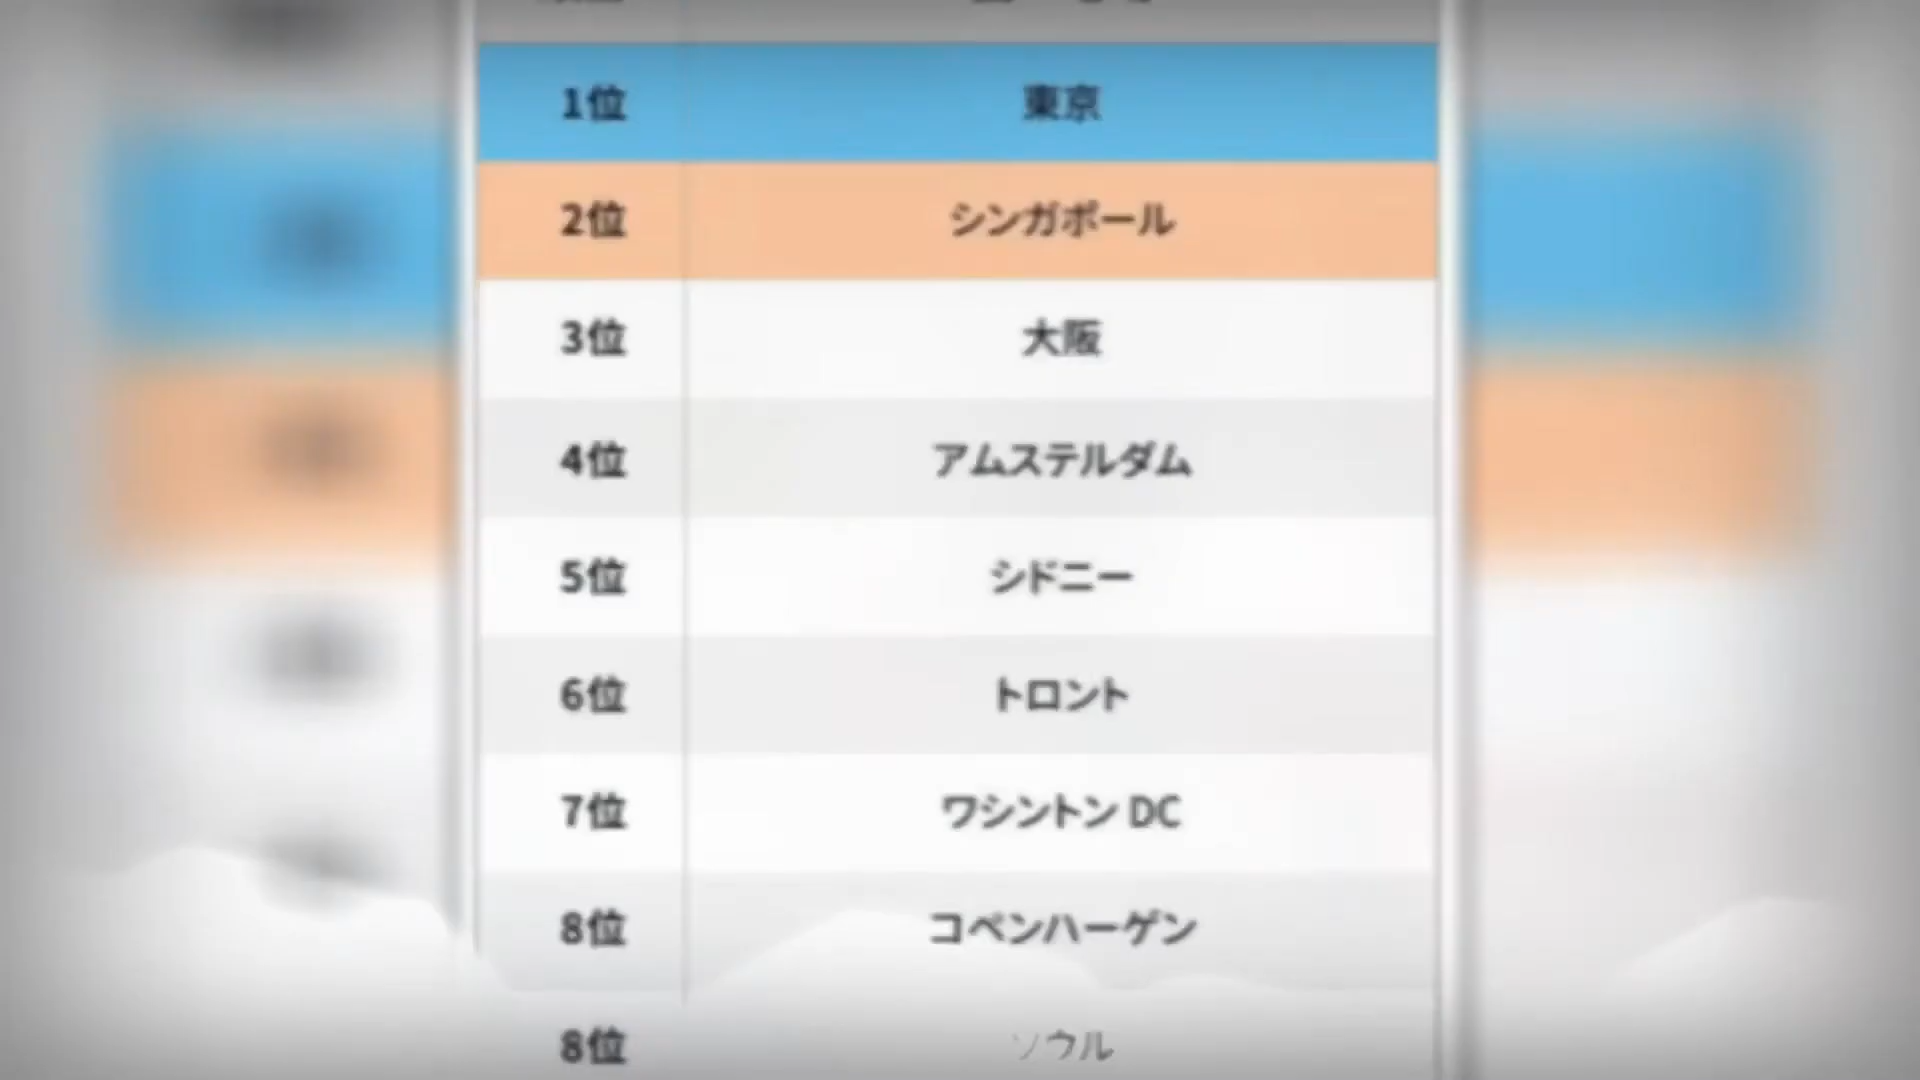 1位 東京
2位 シンガポール
3位 大阪
4位 アムステルダム
5位 シドニー
6位 トロント
7位 ワシントン DC
8位 コペンハーゲン
8位 ソウル